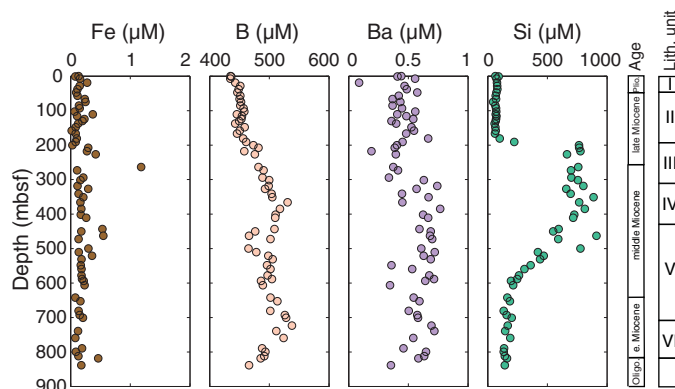 Fe (µM)
B (µM)
Ba (µM)
Si (µM)
Age
Lith. unit
0 1 2
400 500 600
0 0.5 1
0 500 1000
Depth (mbsf)
0
100
200
300
400
500
600
700
800
900
Plio.
late Miocene
middle Miocene
e. Miocene
Oligo.
I
II
III
IV
V
VI